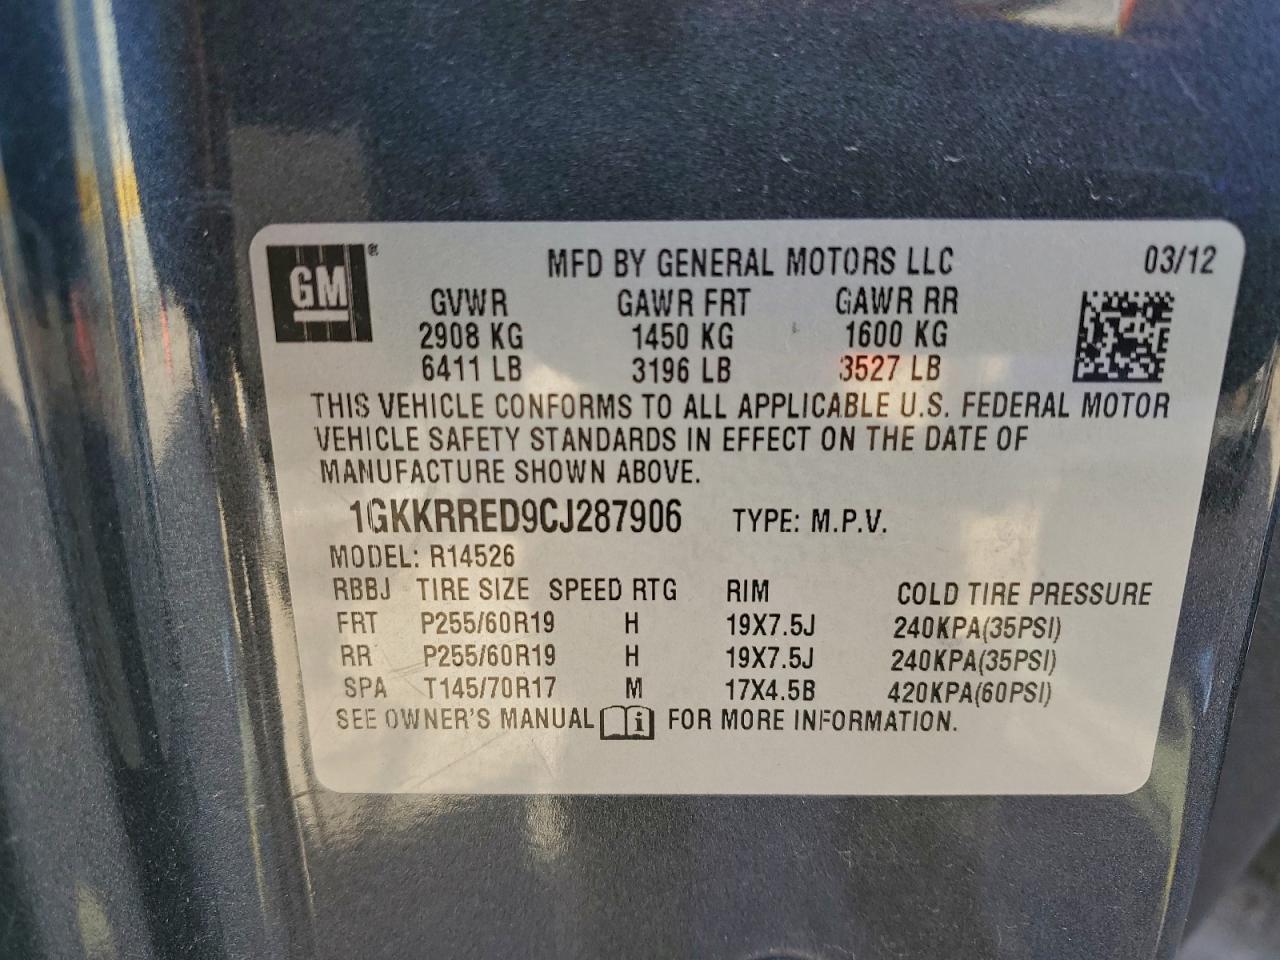 GM®
MFD BY GENERAL MOTORS LLC 03/12
GVWR GAWR FRT GAWR RR
2908 KG 1450 KG 1600 KG
6411 LB 3196 LB 3527 LB
THIS VEHICLE CONFORMS TO ALL APPLICABLE U.S. FEDERAL MOTOR
VEHICLE SAFETY STANDARDS IN EFFECT ON THE DATE OF
MANUFACTURE SHOWN ABOVE.
1GKKRRED9CJ287906 TYPE: M.P.V.
MODEL: R14526
RBBJ TIRE SIZE SPEED RTG RIM COLD TIRE PRESSURE
FRT P255/60R19 H 19X7.5J 240KPA(35PSI)
RR P255/60R19 H 19X7.5J 240KPA(35PSI)
SPA T145/70R17 M 17X4.5B 420KPA(60PSI)
SEE OWNER'S MANUAL i FOR MORE INFORMATION.